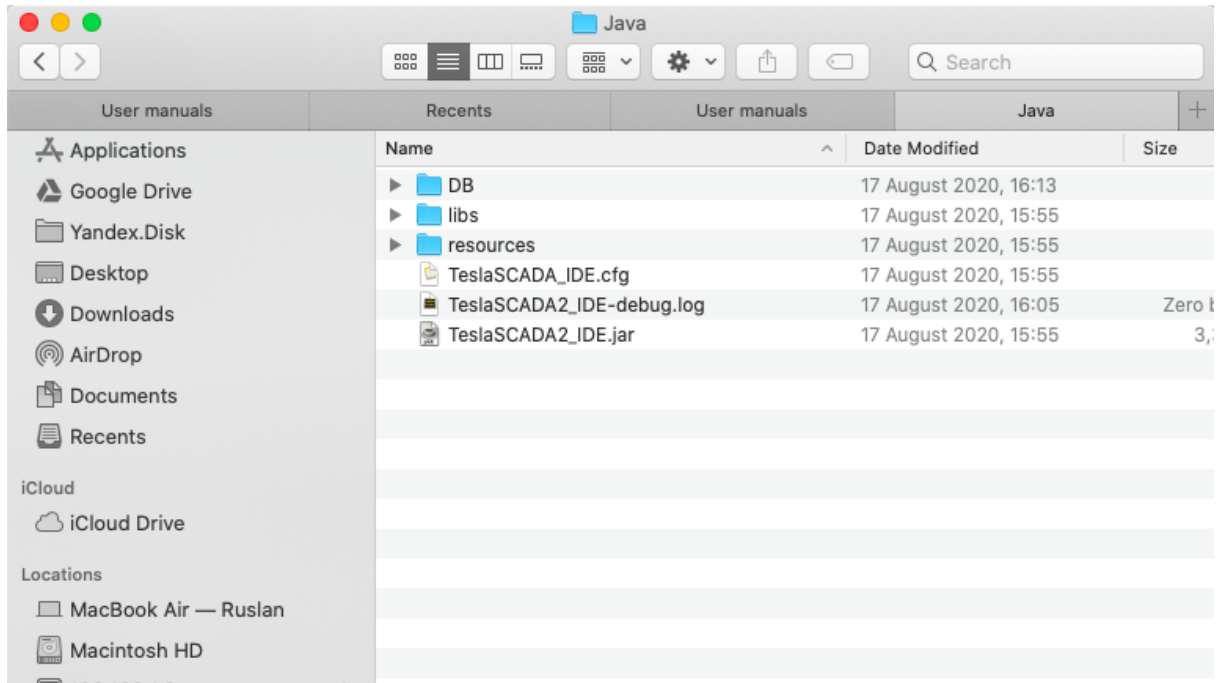 Java
Search
User manuals Recents User manuals Java
Applications
Google Drive
Yandex.Disk
Desktop
Downloads
AirDrop
Documents
Recents
iCloud
iCloud Drive
Locations
MacBook Air — Ruslan
Macintosh HD
Name Date Modified Size
DB 17 August 2020, 16:13
libs 17 August 2020, 15:55
resources 17 August 2020, 15:55
TeslaSCADA_IDE.cfg 17 August 2020, 15:55
TeslaSCADA2_IDE-debug.log 17 August 2020, 16:05 Zero
TeslaSCADA2_IDE.jar 17 August 2020, 15:55 3,